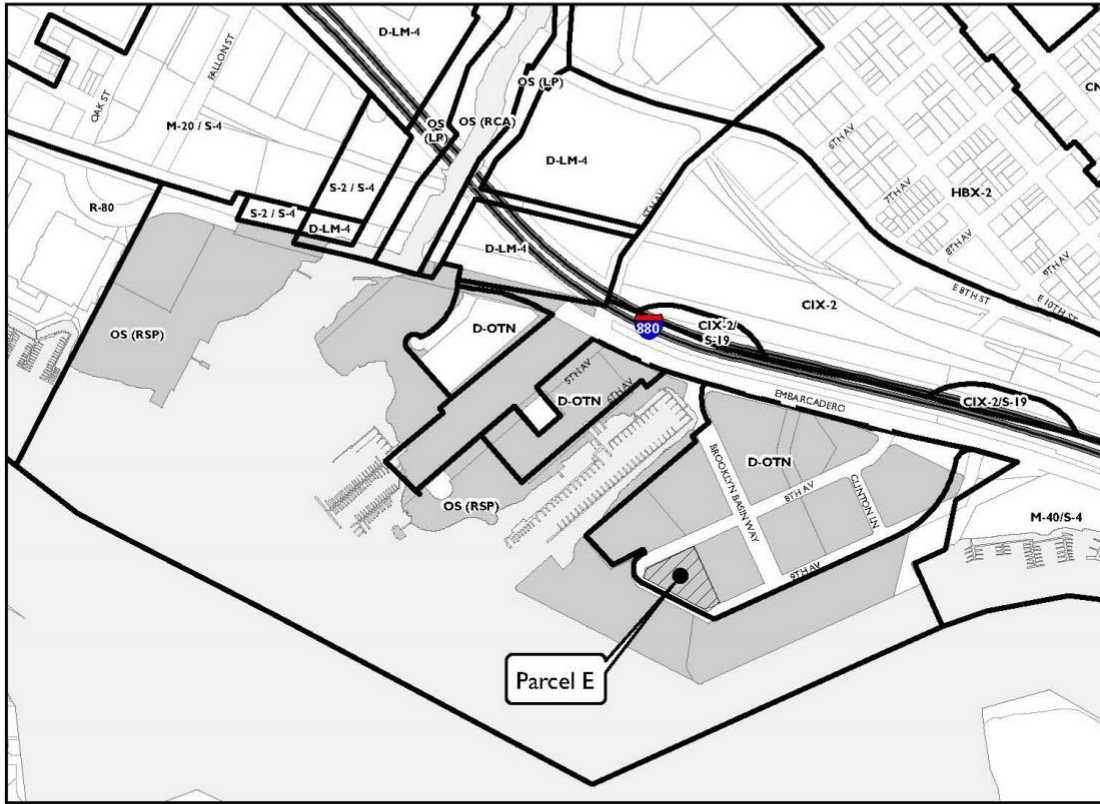 D-LM-4
FALLON ST
OAK ST
M-20 / S-4
OS
(LP)
OS (LP)
OS (RCA)
D-LM-4
6TH AV
CN
HBX-2
7TH AV
8TH AV
9TH AV
S-2 / S-4
R-80
S-2 / S-4
D-LM-4
5TH AV
D-LM-4
E 8TH ST
E 10TH ST
CIX-2
OS (RSP)
D-OTN
880
CIX-2/
S-19
5TH AV
6TH AV
D-OTN
EMBARCADERO
CIX-2/S-19
BROOKLYN BASIN WAY
D-OTN
8TH AV
CLINTON LN
OS (RSP)
M-40/S-4
9TH AV
Parcel E